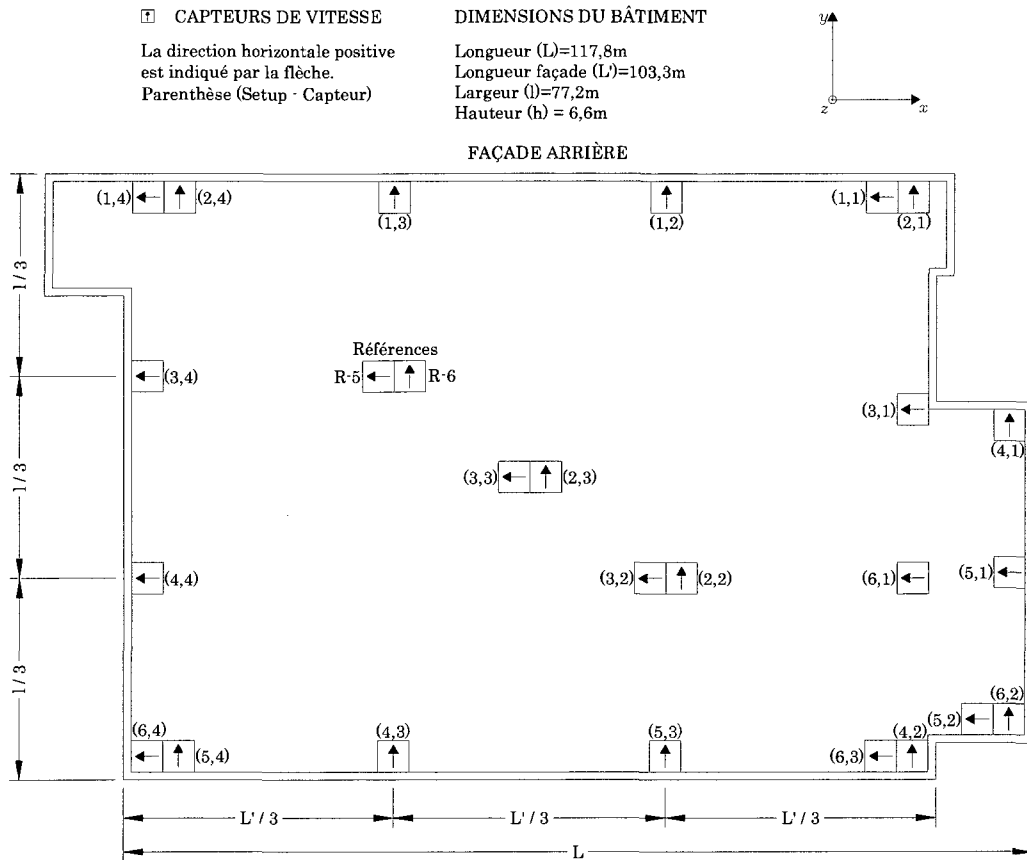 CAPTEURS DE VITESSE
La direction horizontale positive
est indiqué par la flèche.
Parenthèse (Setup - Capteur)
DIMENSIONS DU BÂTIMENT
Longueur (L)=117,8m
Longueur façade (L')=103,3m
Largeur (l)=77,2m
Hauteur (h) = 6,6m
y
z
x
FAÇADE ARRIÈRE
(1,4)
(2,4)
(1,3)
(1,2)
(1,1)
(2,1)
l / 3
Références
(3,4)
R-5
R-6
(3,1)
(4,1)
l / 3
(3,3)
(2,3)
(4,4)
(3,2)
(2,2)
(6,1)
(5,1)
l / 3
(6,2)
(5,2)
(6,4)
(5,4)
(4,3)
(5,3)
(4,2)
(6,3)
L' / 3
L' / 3
L' / 3
L